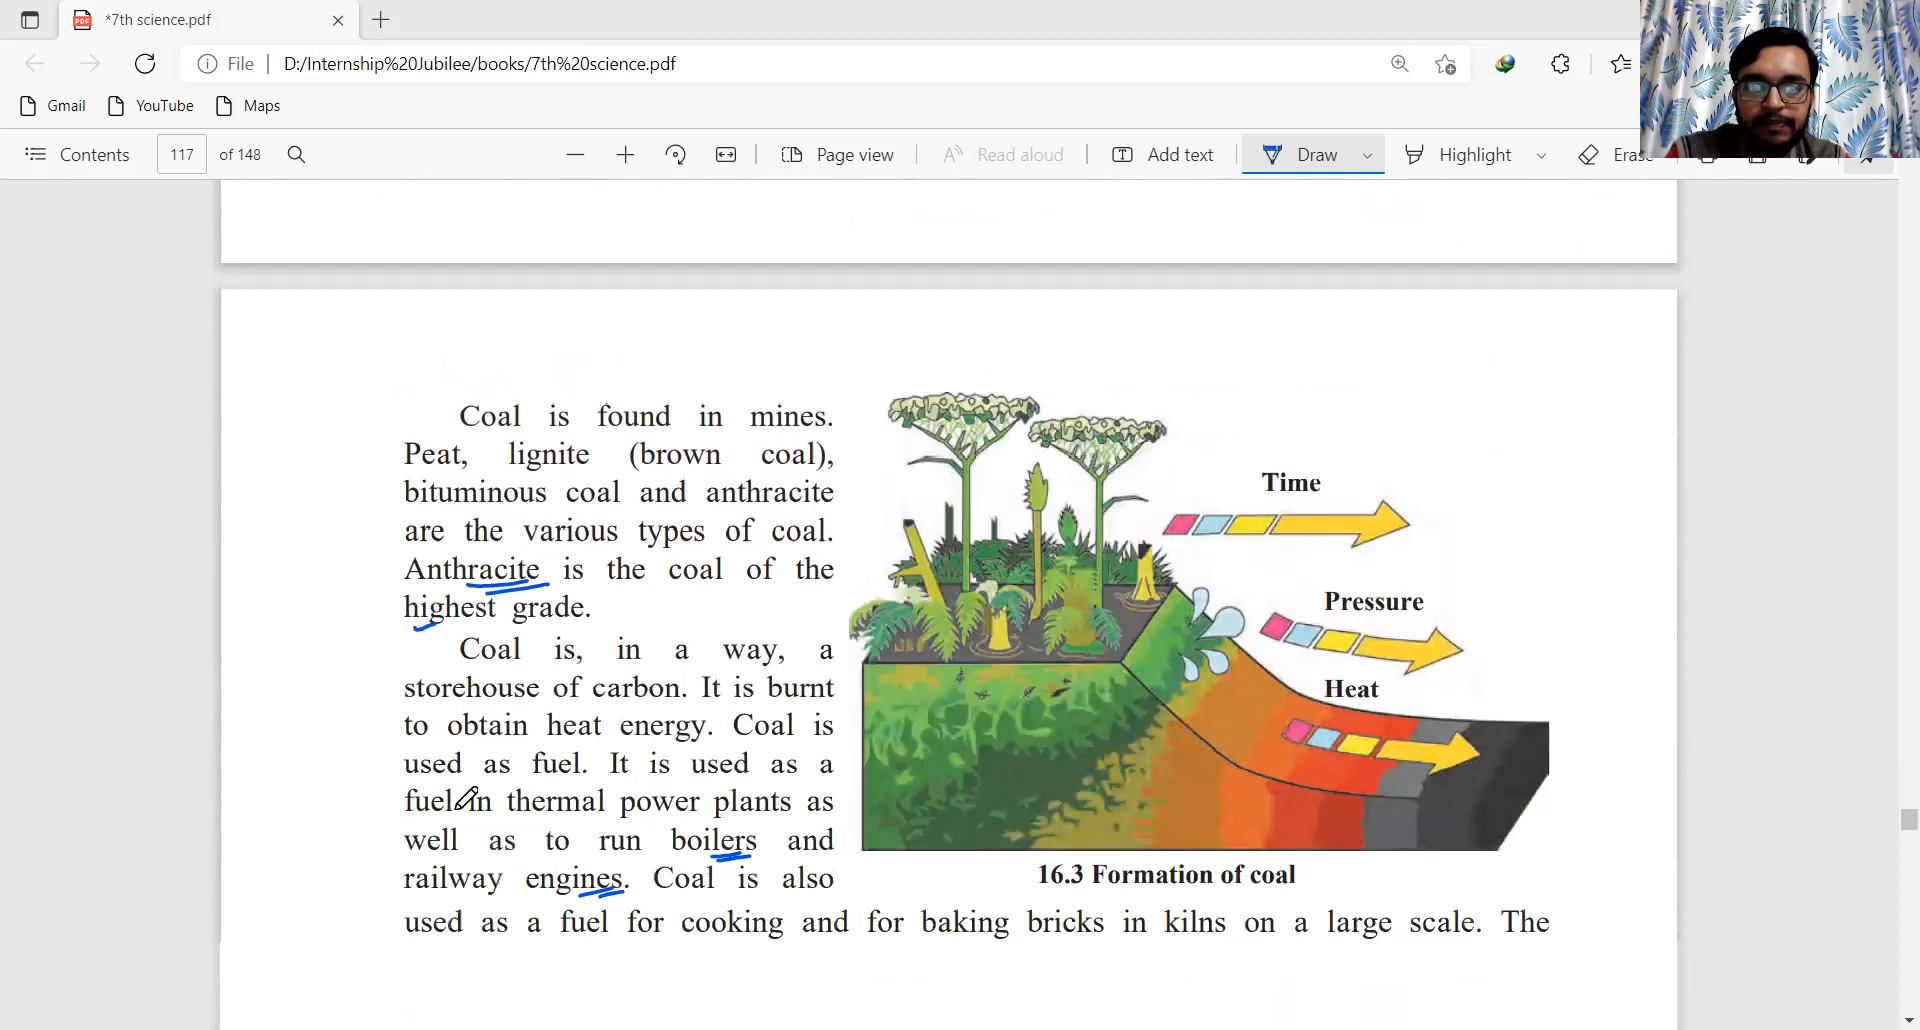 *7th science.pdf
File
D:/Internship%20Jubilee/books/7th%20science.pdf
Gmail
YouTube
Maps
Contents
117
of 148
Page view
Read aloud
Add text
Draw
Highlight
Coal is found in mines.
Peat, lignite (brown coal),
bituminous coal and anthracite
are the various types of coal.
Anthracite is the coal of the
highest grade.
Coal is, in a way, a
storehouse of carbon. It is burnt
to obtain heat energy. Coal is
used as fuel. It is used as a
fuel in thermal power plants as
well as to run boilers and
railway engines. Coal is also
used as a fuel for cooking and for baking bricks in kilns on a large scale. The
Time
Pressure
Heat
16.3 Formation of coal